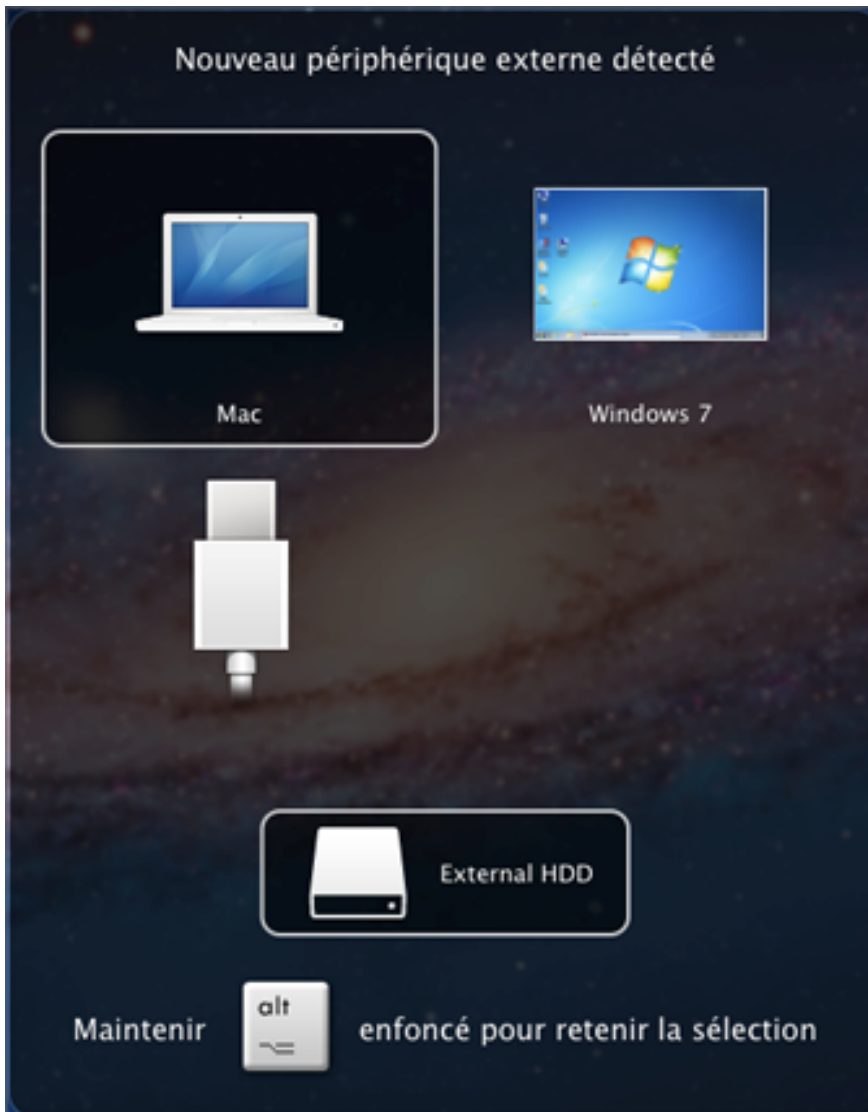 Nouveau périphérique externe détecté
Mac
Windows 7
External HDD
Maintenir alt enfoncé pour retenir la sélection